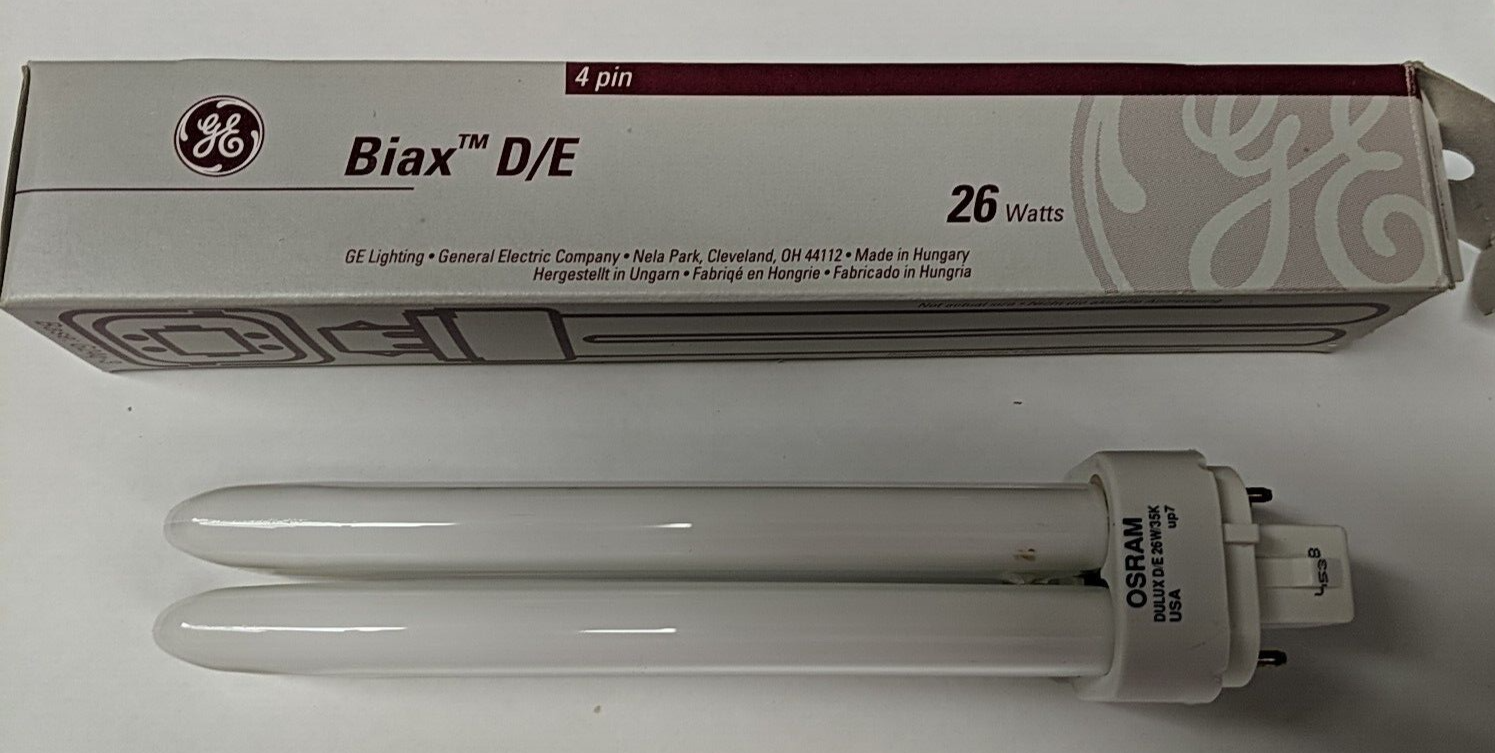 4 pin
GE
Biax™ D/E
26 Watts
GE Lighting • General Electric Company • Nela Park, Cleveland, OH 44112 • Made in Hungary
Hergestellt in Ungarn • Fabriqé en Hongrie • Fabricado in Hungria
GE
OSRAM
DULUX D/E 26W/35K
USA
up7
4538